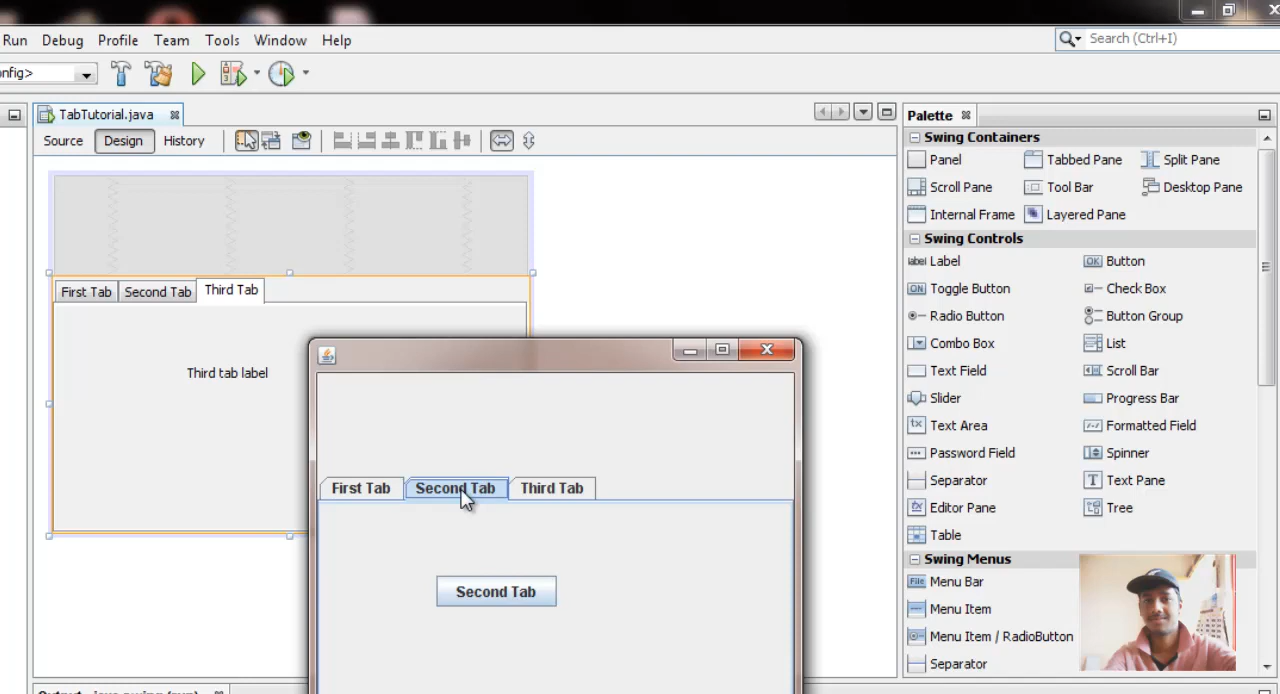 Run Debug Profile Team Tools Window Help
Search (Ctrl+I)
nfig>
TabTutorial.java
Palette
Source Design History
Swing Containers
Panel Tabbed Pane Split Pane
Scroll Pane Tool Bar Desktop Pane
Internal Frame Layered Pane
Swing Controls
label Label OK Button
ON Toggle Button Check Box
Radio Button Button Group
Combo Box List
Text Field Scroll Bar
Slider Progress Bar
Text Area Formatted Field
Password Field Spinner
Separator Text Pane
Editor Pane Tree
Table
Swing Menus
File Menu Bar
Menu Item
Menu Item / RadioButton
Separator
First Tab Second Tab Third Tab
Third tab label
First Tab Second Tab Third Tab
Second Tab